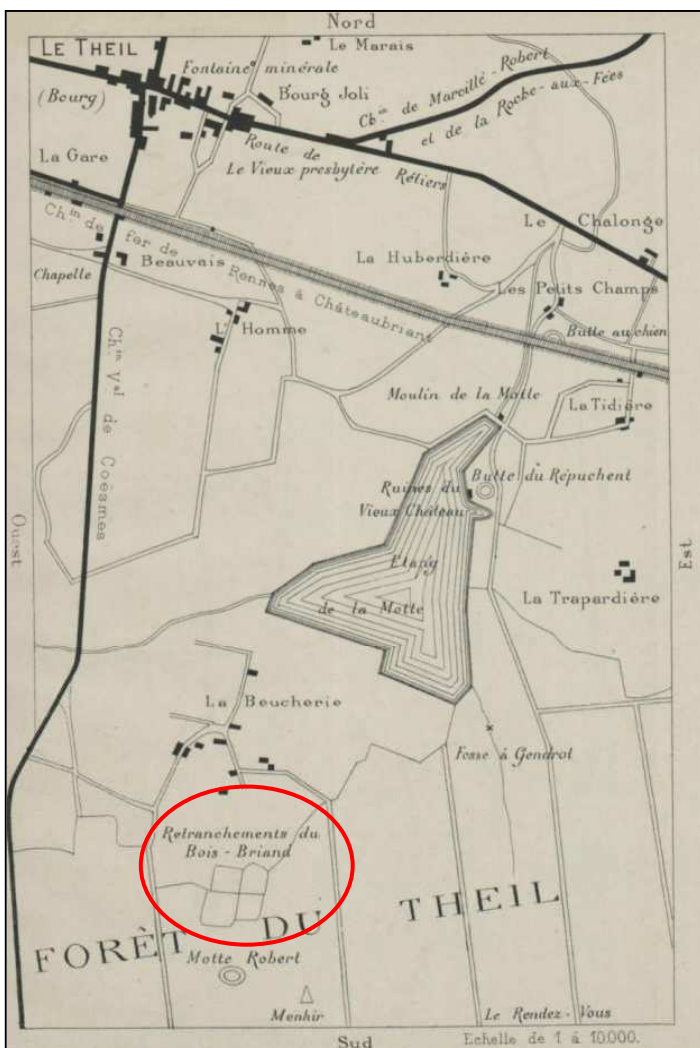 Nord
LE THEIL
Le Marais
Fontaine minérale
(Bourg)
Bourg Joli
Ch.in de Marcillé-Robert
et de la Roche-aux-Fées
Route de Rétiers
La Gare
Le Vieux presbytère
Le Chalonge
Ch.in de fer de Rennes à Châteaubriant
La Huberdière
Chapelle
Beauvais
Les Petits Champs
L'Homme
Butte au chien
Moulin de la Motte
La Tidière
Ch.in V.al de Coësmes
Ruines du
Vieux Château
Butte du Répuchent
Ouest
Est
Etang
de la Motte
La Trapardière
La Beucherie
Fosse à Gendrot
Retranchements du
Bois-Briand
FORÊT DU THEIL
Motte Robert
Menhir
Le Rendez-Vous
Sud
Echelle de 1 à 10.000.